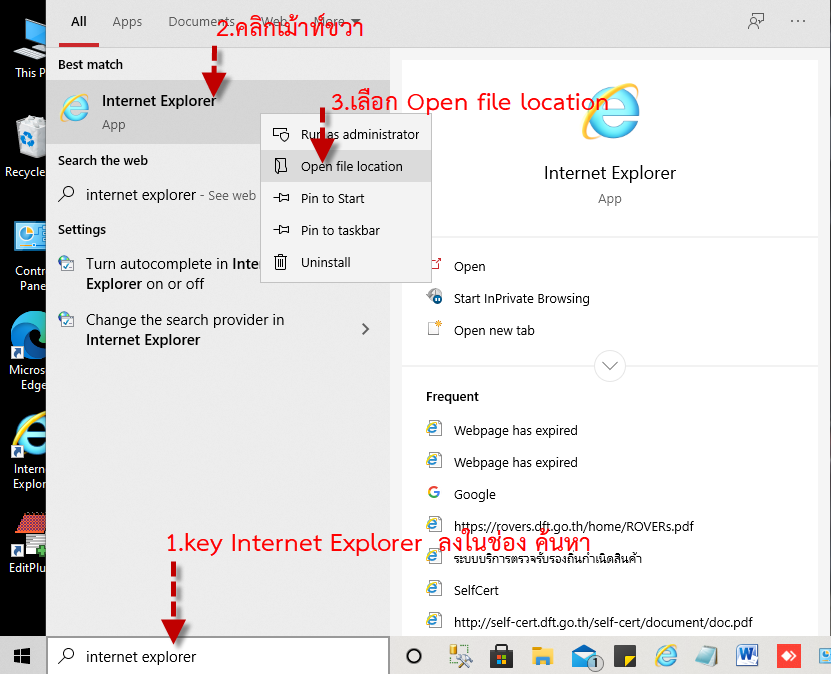 All Apps Documents Web More
2.คลิกเม้าท์ขวา
This P
Best match
Internet Explorer
App
3.เลือก Open file location
Run as administrator
Open file location
Pin to Start
Pin to taskbar
Uninstall
Recycle
Search the web
internet explorer - See web
Settings
Turn autocomplete in Inte
Explorer on or off
Change the search provider in
Internet Explorer
Contr
Pane
Micros
Edge
Intern
Explor
EditPlu
Internet Explorer
App
Open
Start InPrivate Browsing
Open new tab
Frequent
Webpage has expired
Webpage has expired
Google
https://rovers.dft.go.th/home/ROVERs.pdf
1.key Internet Explorer ลงในช่อง ค้นหา
ระบบบริการตรวจรับรองถิ่นกำเนิดสินค้า
SelfCert
http://self-cert.dft.go.th/self-cert/document/doc.pdf
internet explorer
1
W